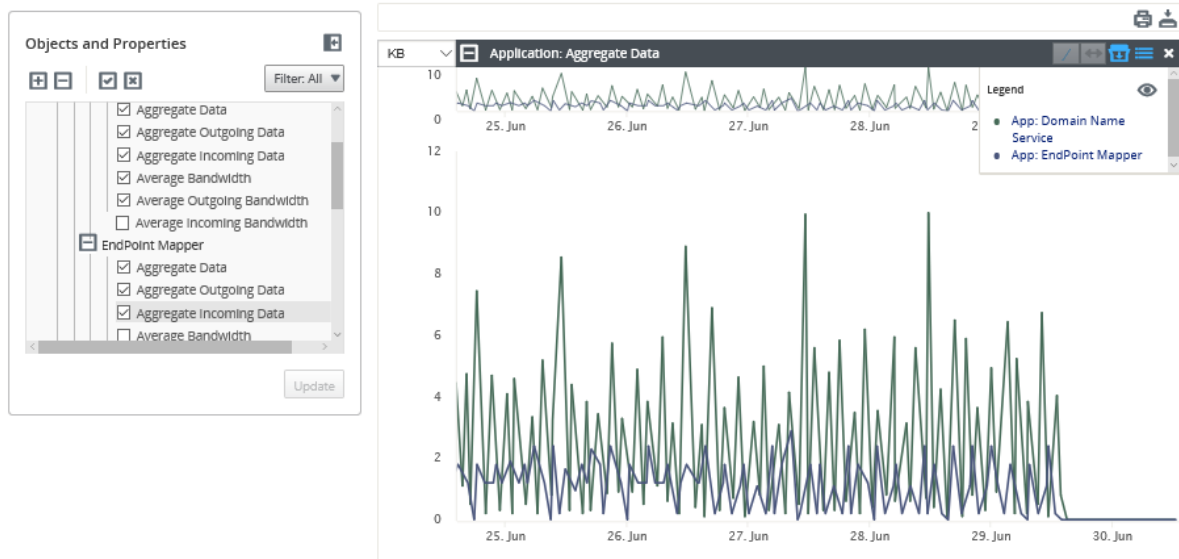 Objects and Properties
Filter: All
Aggregate Data
Aggregate Outgoing Data
Aggregate Incoming Data
Average Bandwidth
Average Outgoing Bandwidth
Average Incoming Bandwidth
EndPoint Mapper
Aggregate Data
Aggregate Outgoing Data
Aggregate Incoming Data
Average Bandwidth
Update
KB
Application: Aggregate Data
10
0
25. Jun
26. Jun
27. Jun
28. Jun
2
Legend
App: Domain Name
Service
App: EndPoint Mapper
12
10
8
6
4
2
0
25. Jun
26. Jun
27. Jun
28. Jun
29. Jun
30. Jun